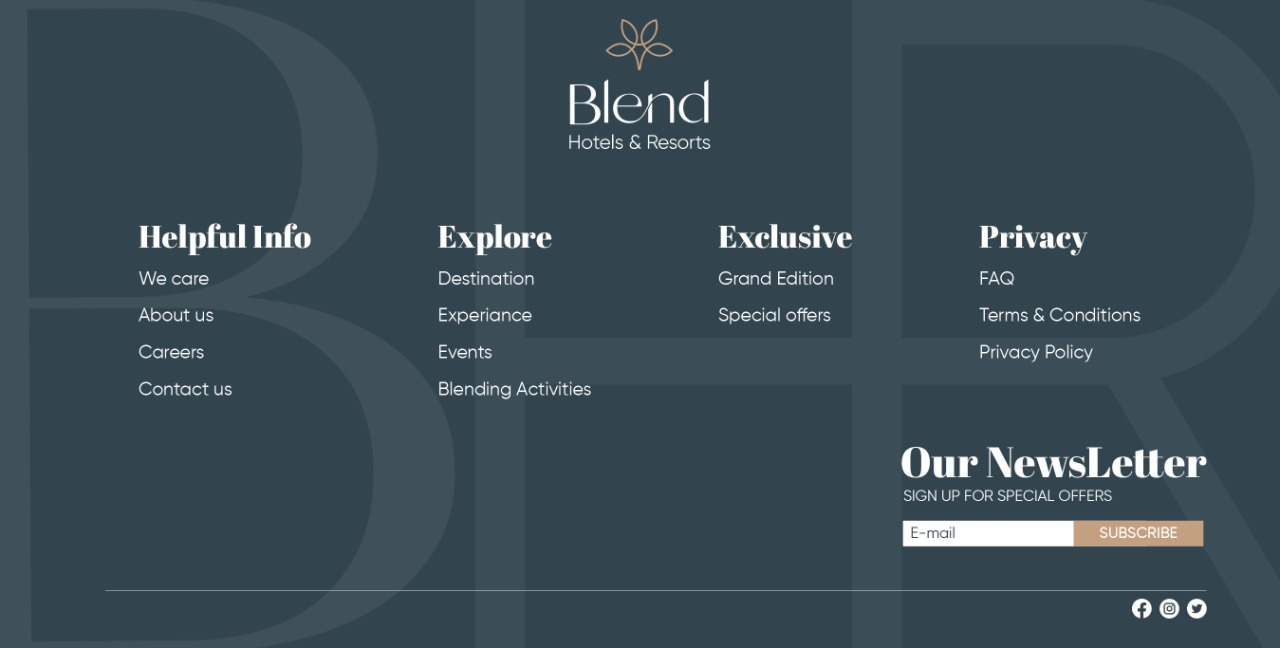 Blend
Hotels & Resorts
Helpful Info
We care
About us
Careers
Contact us
Explore
Destination
Experiance
Events
Blending Activities
Exclusive
Grand Edition
Special offers
Privacy
FAQ
Terms & Conditions
Privacy Policy
Our NewsLetter
SIGN UP FOR SPECIAL OFFERS
E-mail
SUBSCRIBE
BHR